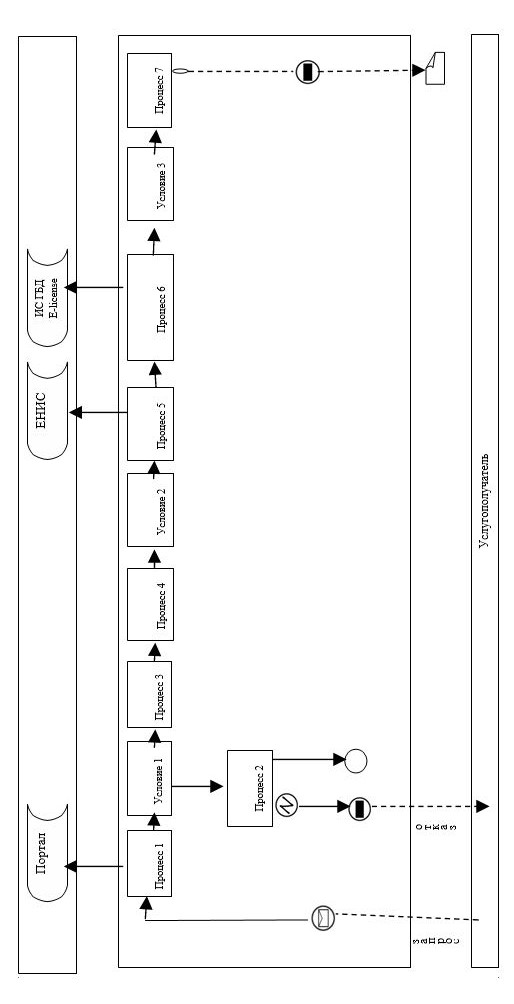 Портал
ЕНИС
ИС ГБД
E-license
Процесс 1
Условие 1
Процесс 3
Процесс 4
Условие 2
Процесс 5
Процесс 6
Условие 3
Процесс 7
Процесс 2
запрос
отказ
Услугополучатель